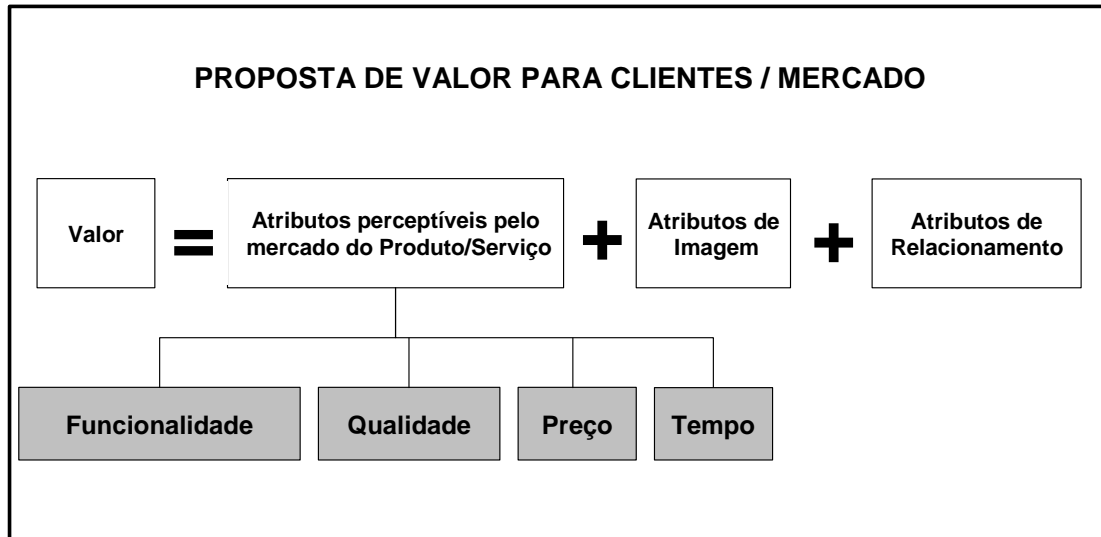 PROPOSTA DE VALOR PARA CLIENTES / MERCADO
Valor
=
Atributos perceptíveis pelo
mercado do Produto/Serviço
+
Atributos de
Imagem
+
Atributos de
Relacionamento
Funcionalidade
Qualidade
Preço
Tempo